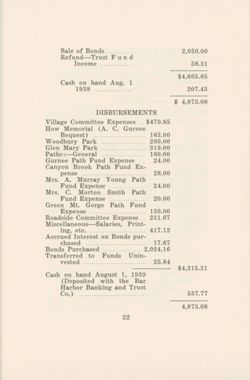 Sale of Bonds 2,050.00
Refund—Trust Fund
Income 58.31
$4,665.65
Cash on hand Aug. 1
1938 207.43
$ 4,873.08
DISBURSEMENTS
Village Committee Expenses $470.85
How Memorial (A. C. Gurnee
Bequest) 163.00
Woodbury Park 260.00
Glen Mary Park 319.00
Paths:—General 160.00
Gurnee Path Fund Expense 24.00
Canyon Brook Path Fund Ex-
pense 28.00
Mrs. A. Murray Young Path
Fund Expense 24.00
Mrs. C. Morton Smith Path
Fund Expense 20.00
Green Mt. Gorge Path Fund
Expense 130.00
Roadside Committee Expense 231.67
Miscellaneous—Salaries, Print-
ing, etc. 417.12
Accrued Interest on Bonds pur-
chased 17.67
Bonds Purchased 2,024.16
Transferred to Funds Unin-
vested 25.84
$4,315.31
Cash on hand August 1, 1939
(Deposited with the Bar
Harbor Banking and Trust
Co.) 557.77
4,873.08
22